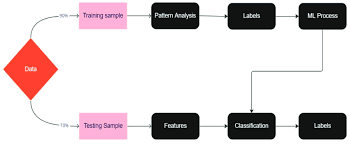 90%
Training sample
Pattern Analysis
Labels
ML Process
Data
10%
Testing Sample
Features
Classification
Labels